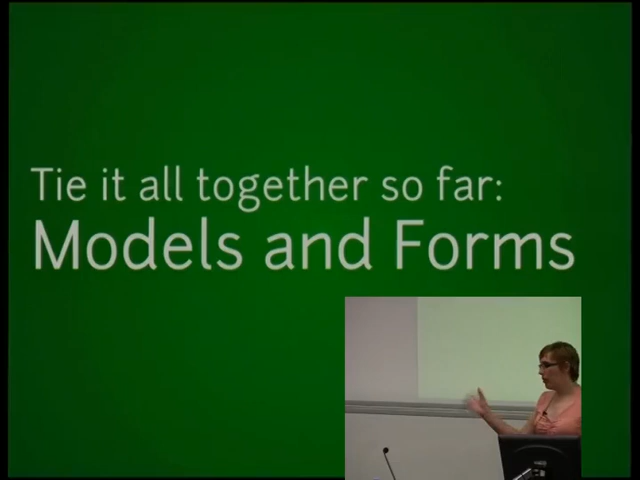 Tie it all together so far:
Models and Forms